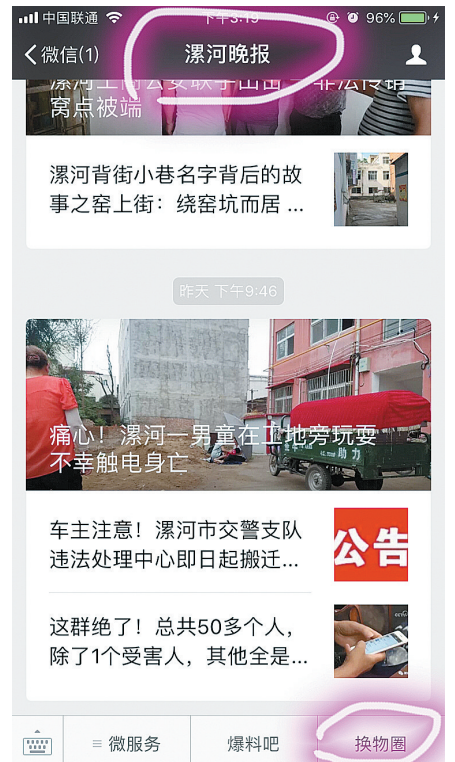 中国联通 下午3:19 96%
微信(1) 漯河晚报
窝点被端
漯河背街小巷名字背后的故
事之窑上街：绕窑坑而居 ...
昨天 下午9:46
痛心！漯河一男童在工地旁玩耍
不幸触电身亡
助力
车主注意！漯河市交警支队
违法处理中心即日起搬迁...
公告
这群绝了！总共50多个人，
除了1个受害人，其他全是...
微服务 爆料吧 换物圈